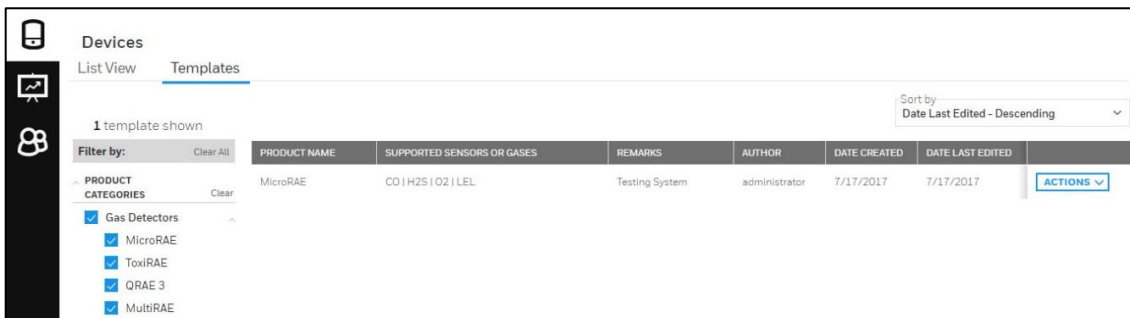 Devices
List View Templates
Sort by
Date Last Edited - Descending
1 template shown
Filter by: Clear All
PRODUCT NAME SUPPORTED SENSORS OR GASES REMARKS AUTHOR DATE CREATED DATE LAST EDITED
MicroRAE CO | H2S | O2 | LEL Testing System administrator 7/17/2017 7/17/2017 ACTIONS
PRODUCT
CATEGORIES Clear
Gas Detectors
MicroRAE
ToxiRAE
QRAE 3
MultiRAE